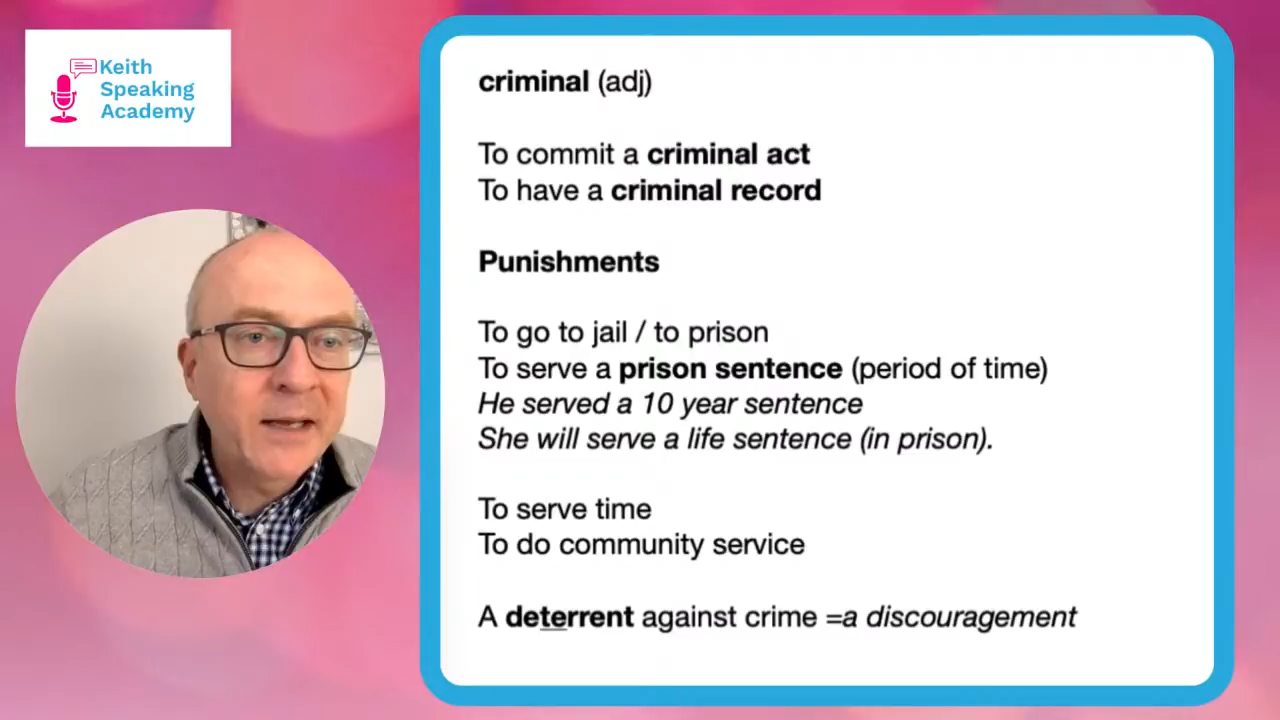 Keith
Speaking
Academy
criminal (adj)
To commit a criminal act
To have a criminal record
Punishments
To go to jail / to prison
To serve a prison sentence (period of time)
He served a 10 year sentence
She will serve a life sentence (in prison).
To serve time
To do community service
A deterrent against crime =a discouragement